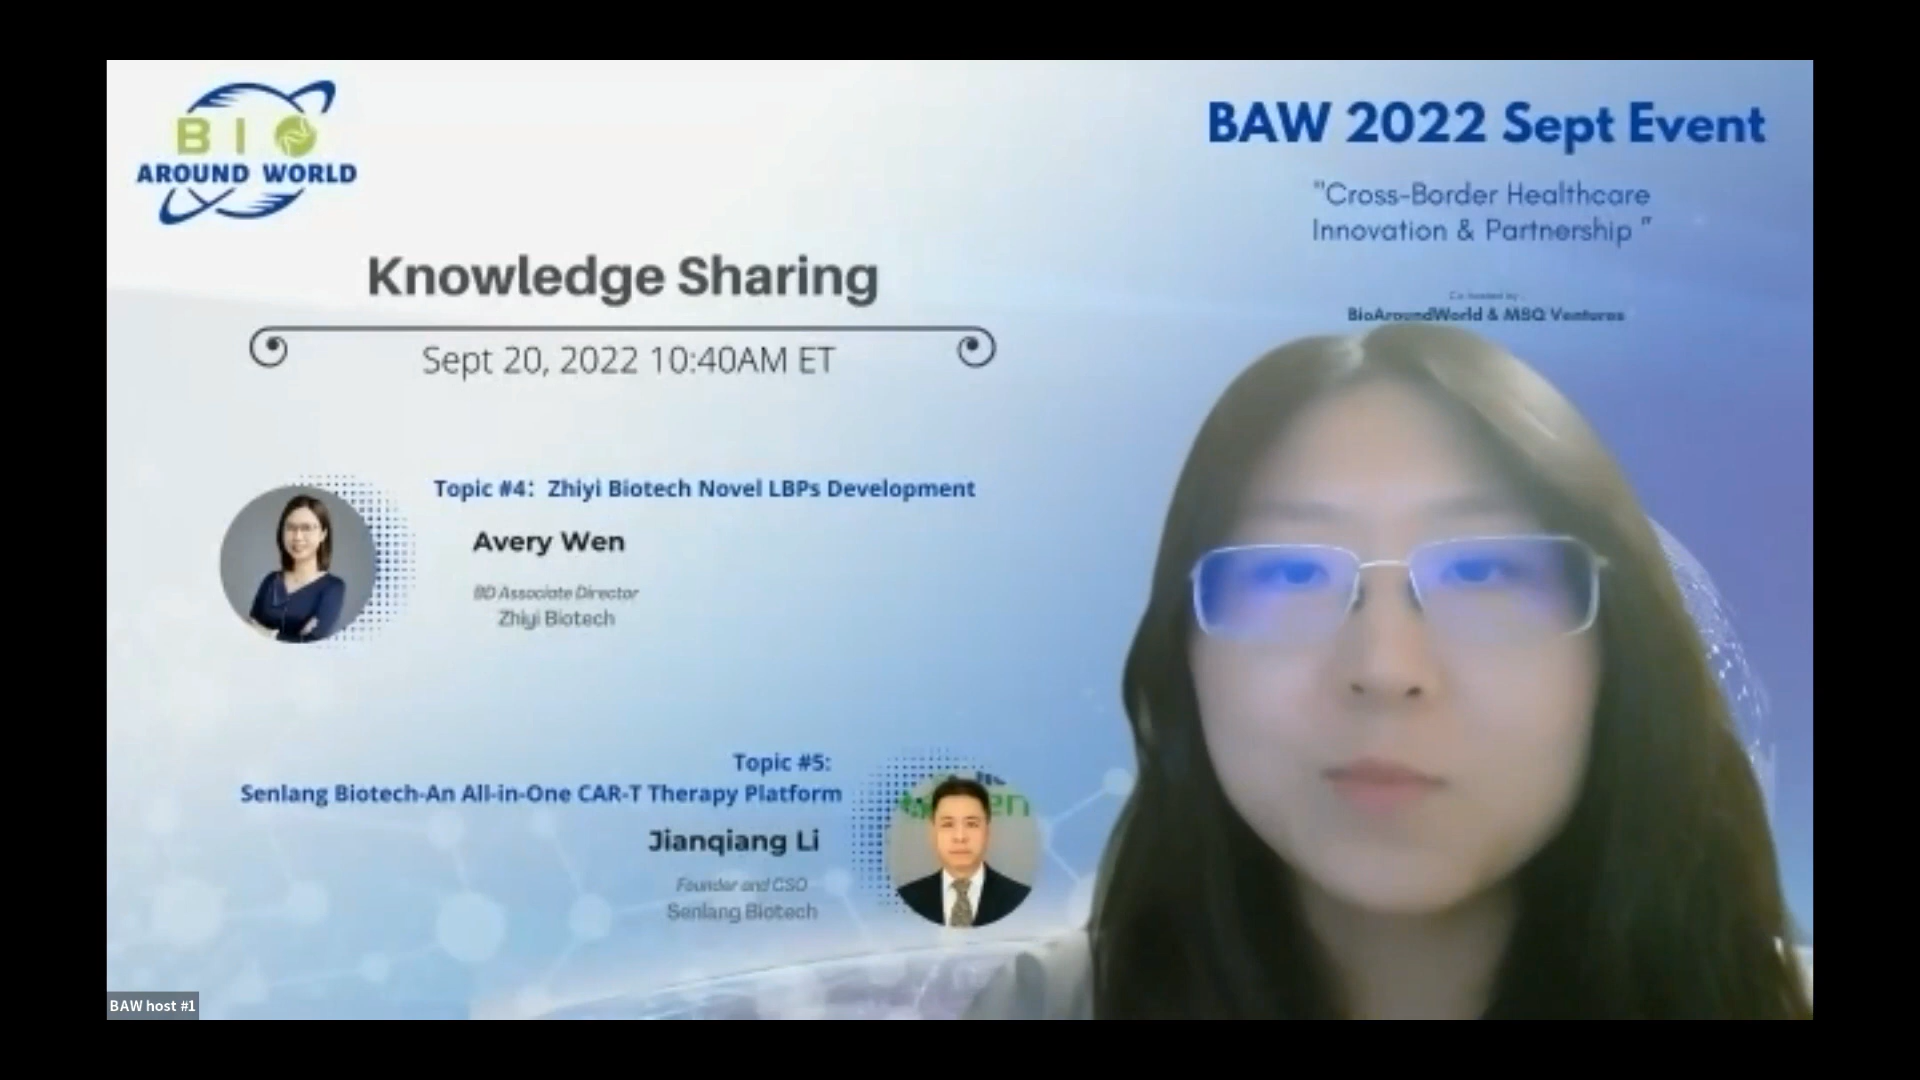 BIO
AROUND WORLD
BAW 2022 Sept Event
"Cross-Border Healthcare
Innovation & Partnership "
Co-hosted by
BioAroundWorld & MSQ Ventures
Knowledge Sharing
Sept 20, 2022 10:40AM ET
Topic #4: Zhiyi Biotech Novel LBPs Development
Avery Wen
BD Associate Director
Zhiyi Biotech
Topic #5:
Senlang Biotech-An All-in-One CAR-T Therapy Platform
Jianqiang Li
Founder and CSO
Senlang Biotech
BAW host #1